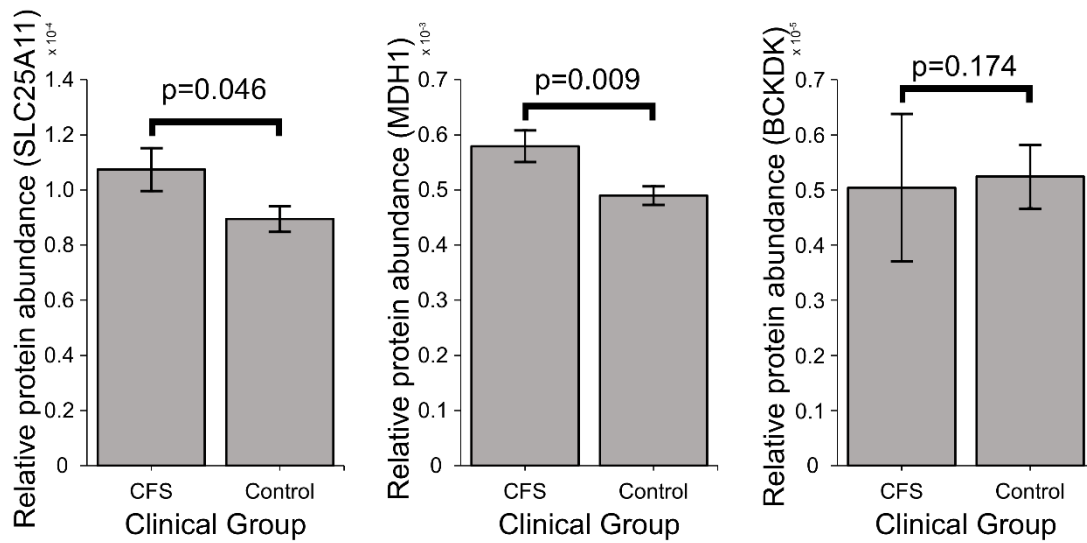 Relative protein abundance (SLC25A11)
x 10-4
1.4
1.2
1.0
0.8
0.6
0.4
0.2
0
p=0.046
CFS Control
Clinical Group
Relative protein abundance (MDH1)
x 10-3
0.7
0.6
0.5
0.4
0.3
0.2
0.1
0
p=0.009
CFS Control
Clinical Group
Relative protein abundance (BCKDK)
x 10-5
0.7
0.6
0.5
0.4
0.3
0.2
0.1
0
p=0.174
CFS Control
Clinical Group